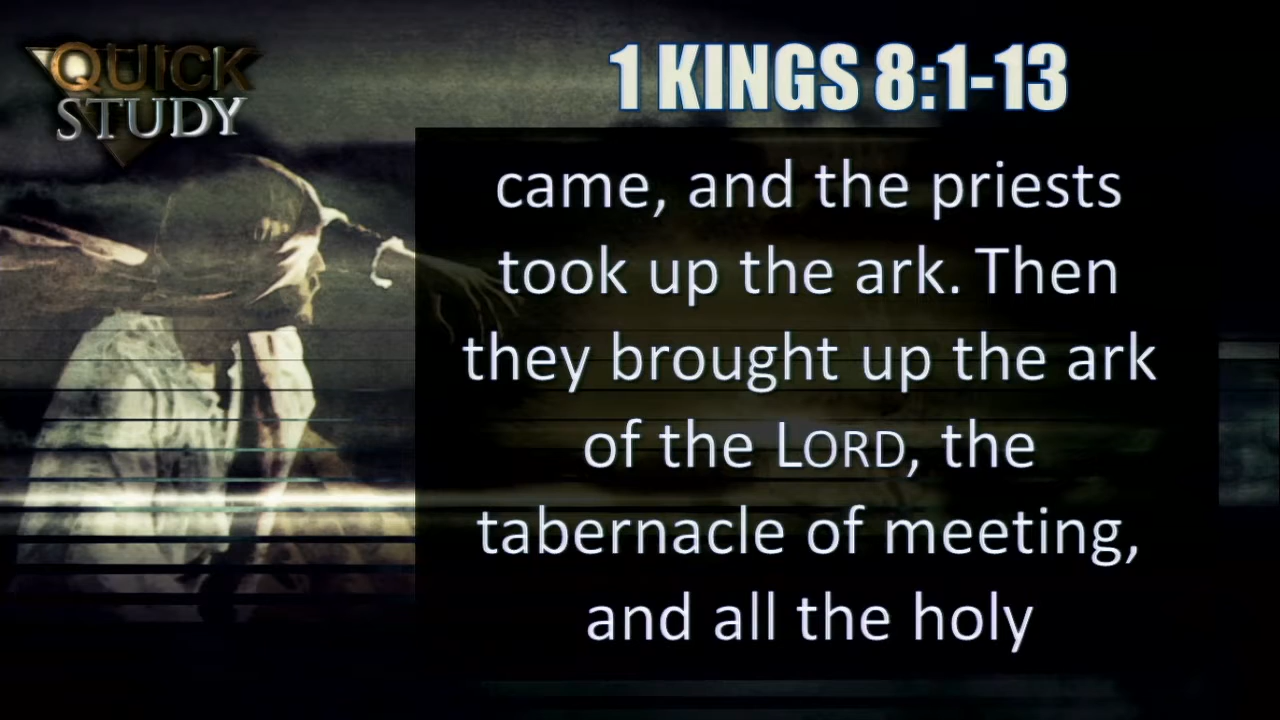 QUICK
STUDY
1 KINGS 8:1-13
came, and the priests
took up the ark. Then
they brought up the ark
of the LORD, the
tabernacle of meeting,
and all the holy